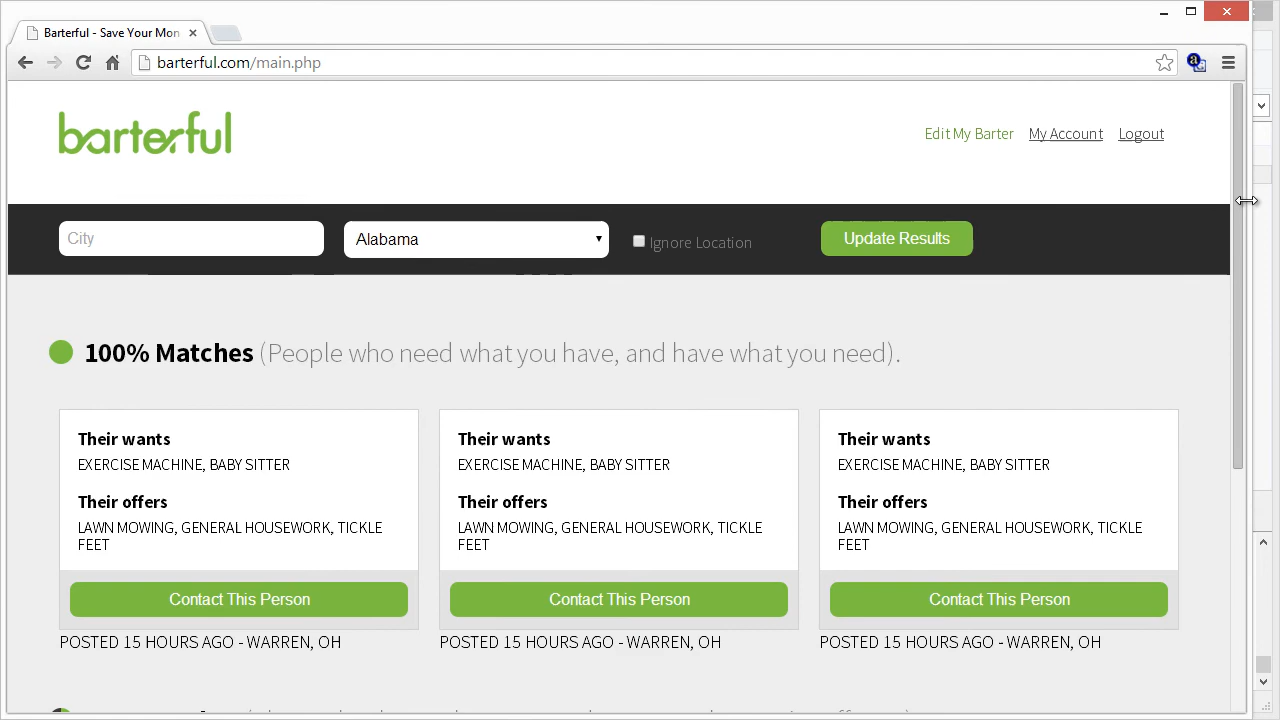 Barterful - Save Your Mon
barterful.com/main.php
barterful
Edit My Barter My Account Logout
City Alabama Ignore Location Update Results
100% Matches (People who need what you have, and have what you need).
Their wants Their wants Their wants
EXERCISE MACHINE, BABY SITTER EXERCISE MACHINE, BABY SITTER EXERCISE MACHINE, BABY SITTER
Their offers Their offers Their offers
LAWN MOWING, GENERAL HOUSEWORK, TICKLE LAWN MOWING, GENERAL HOUSEWORK, TICKLE LAWN MOWING, GENERAL HOUSEWORK, TICKLE
FEET FEET FEET
Contact This Person Contact This Person Contact This Person
POSTED 15 HOURS AGO - WARREN, OH POSTED 15 HOURS AGO - WARREN, OH POSTED 15 HOURS AGO - WARREN, OH